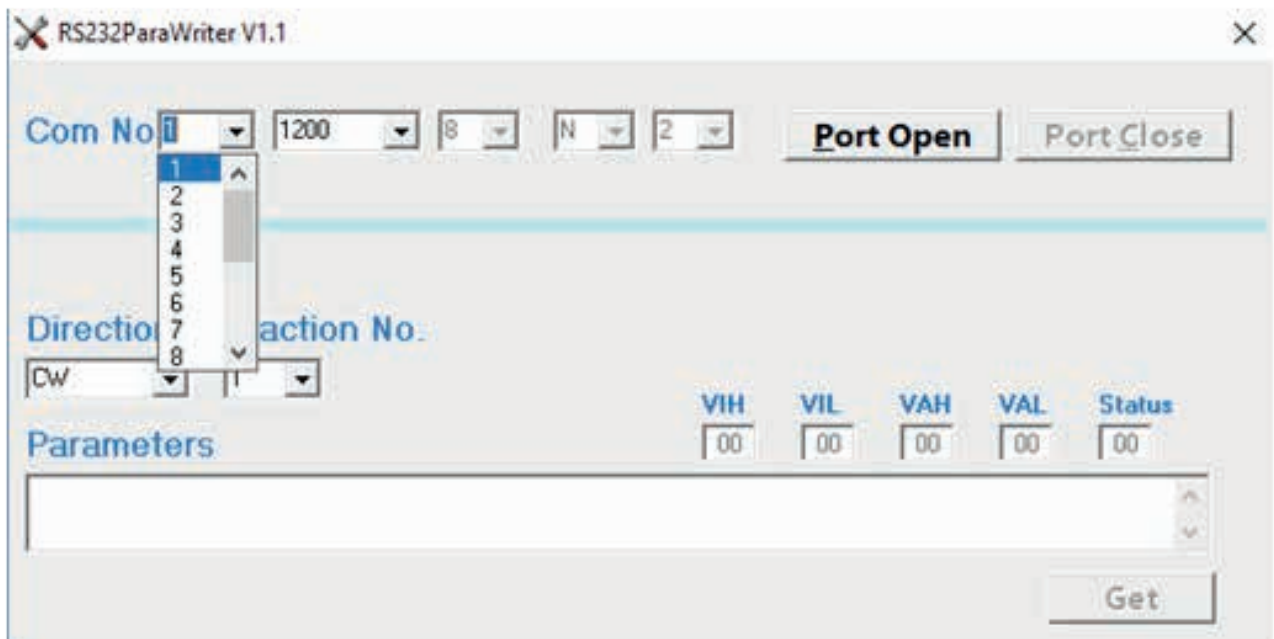 RS232ParaWriter V1.1
Com No 1 1200 8 N 2 Port Open Port Close
1
2
3
4
5
6
7
8
Directio action No.
CW 1
VIH VIL VAH VAL Status
00 00 00 00 00
Parameters
Get